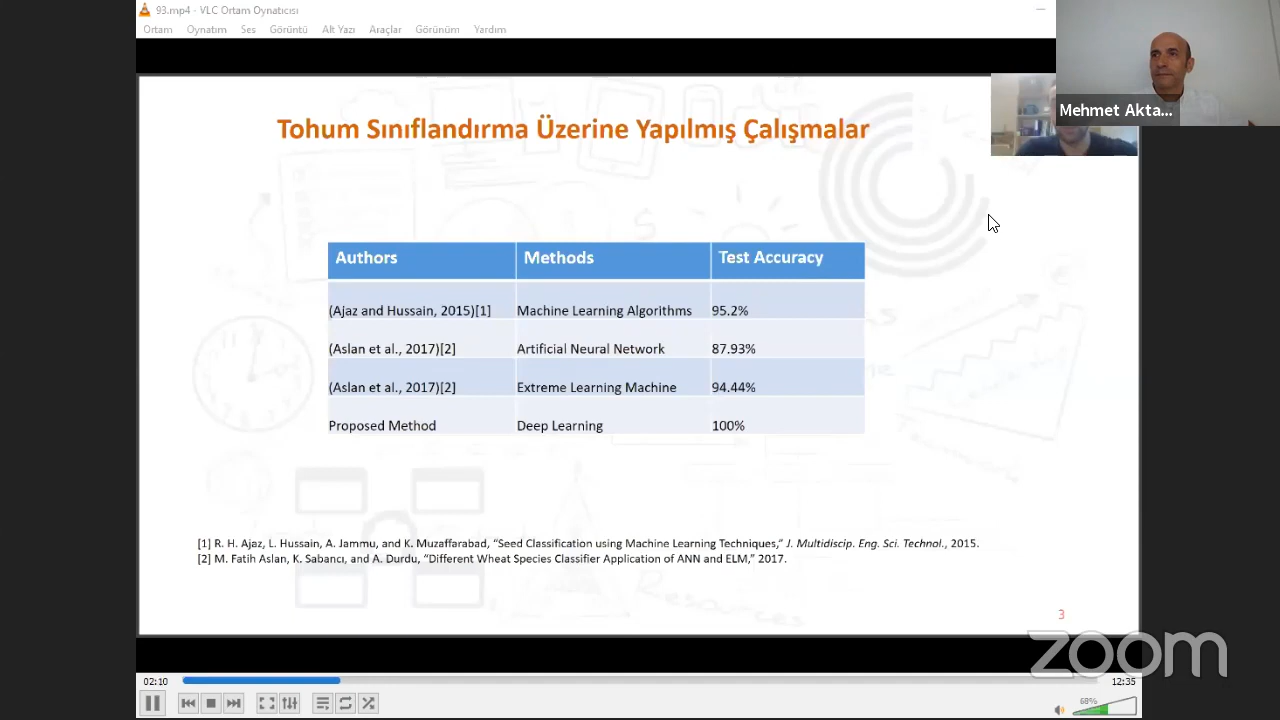 93.mp4 - VLC Ortam Oynatıcısı
Ortam Oynatım Ses Görüntü Alt Yazı Araçlar Görünüm Yardım
Mehmet Akta...
Tohum Sınıflandırma Üzerine Yapılmış Çalışmalar
Authors Methods Test Accuracy
(Ajaz and Hussain, 2015)[1] Machine Learning Algorithms 95.2%
(Aslan et al., 2017)[2] Artificial Neural Network 87.93%
(Aslan et al., 2017)[2] Extreme Learning Machine 94.44%
Proposed Method Deep Learning 100%
[1] R. H. Ajaz, L. Hussain, A. Jammu, and K. Muzaffarabad, “Seed Classification using Machine Learning Techniques,” J. Multidiscip. Eng. Sci. Technol., 2015.
[2] M. Fatih Aslan, K. Sabancı, and A. Durdu, “Different Wheat Species Classifier Application of ANN and ELM,” 2017.
Resources
3
zoom
02:10 12:35
68%